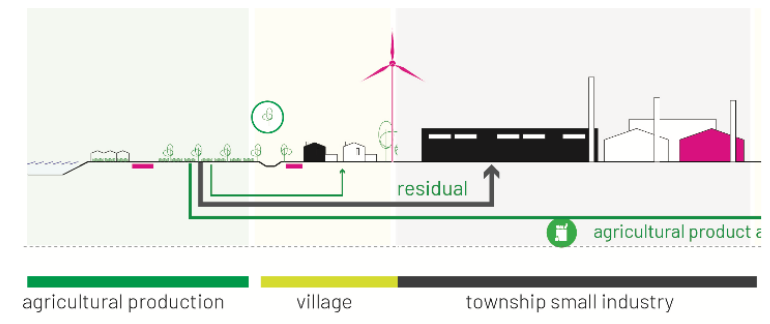 residual
agricultural product a
agricultural production
village
township small industry